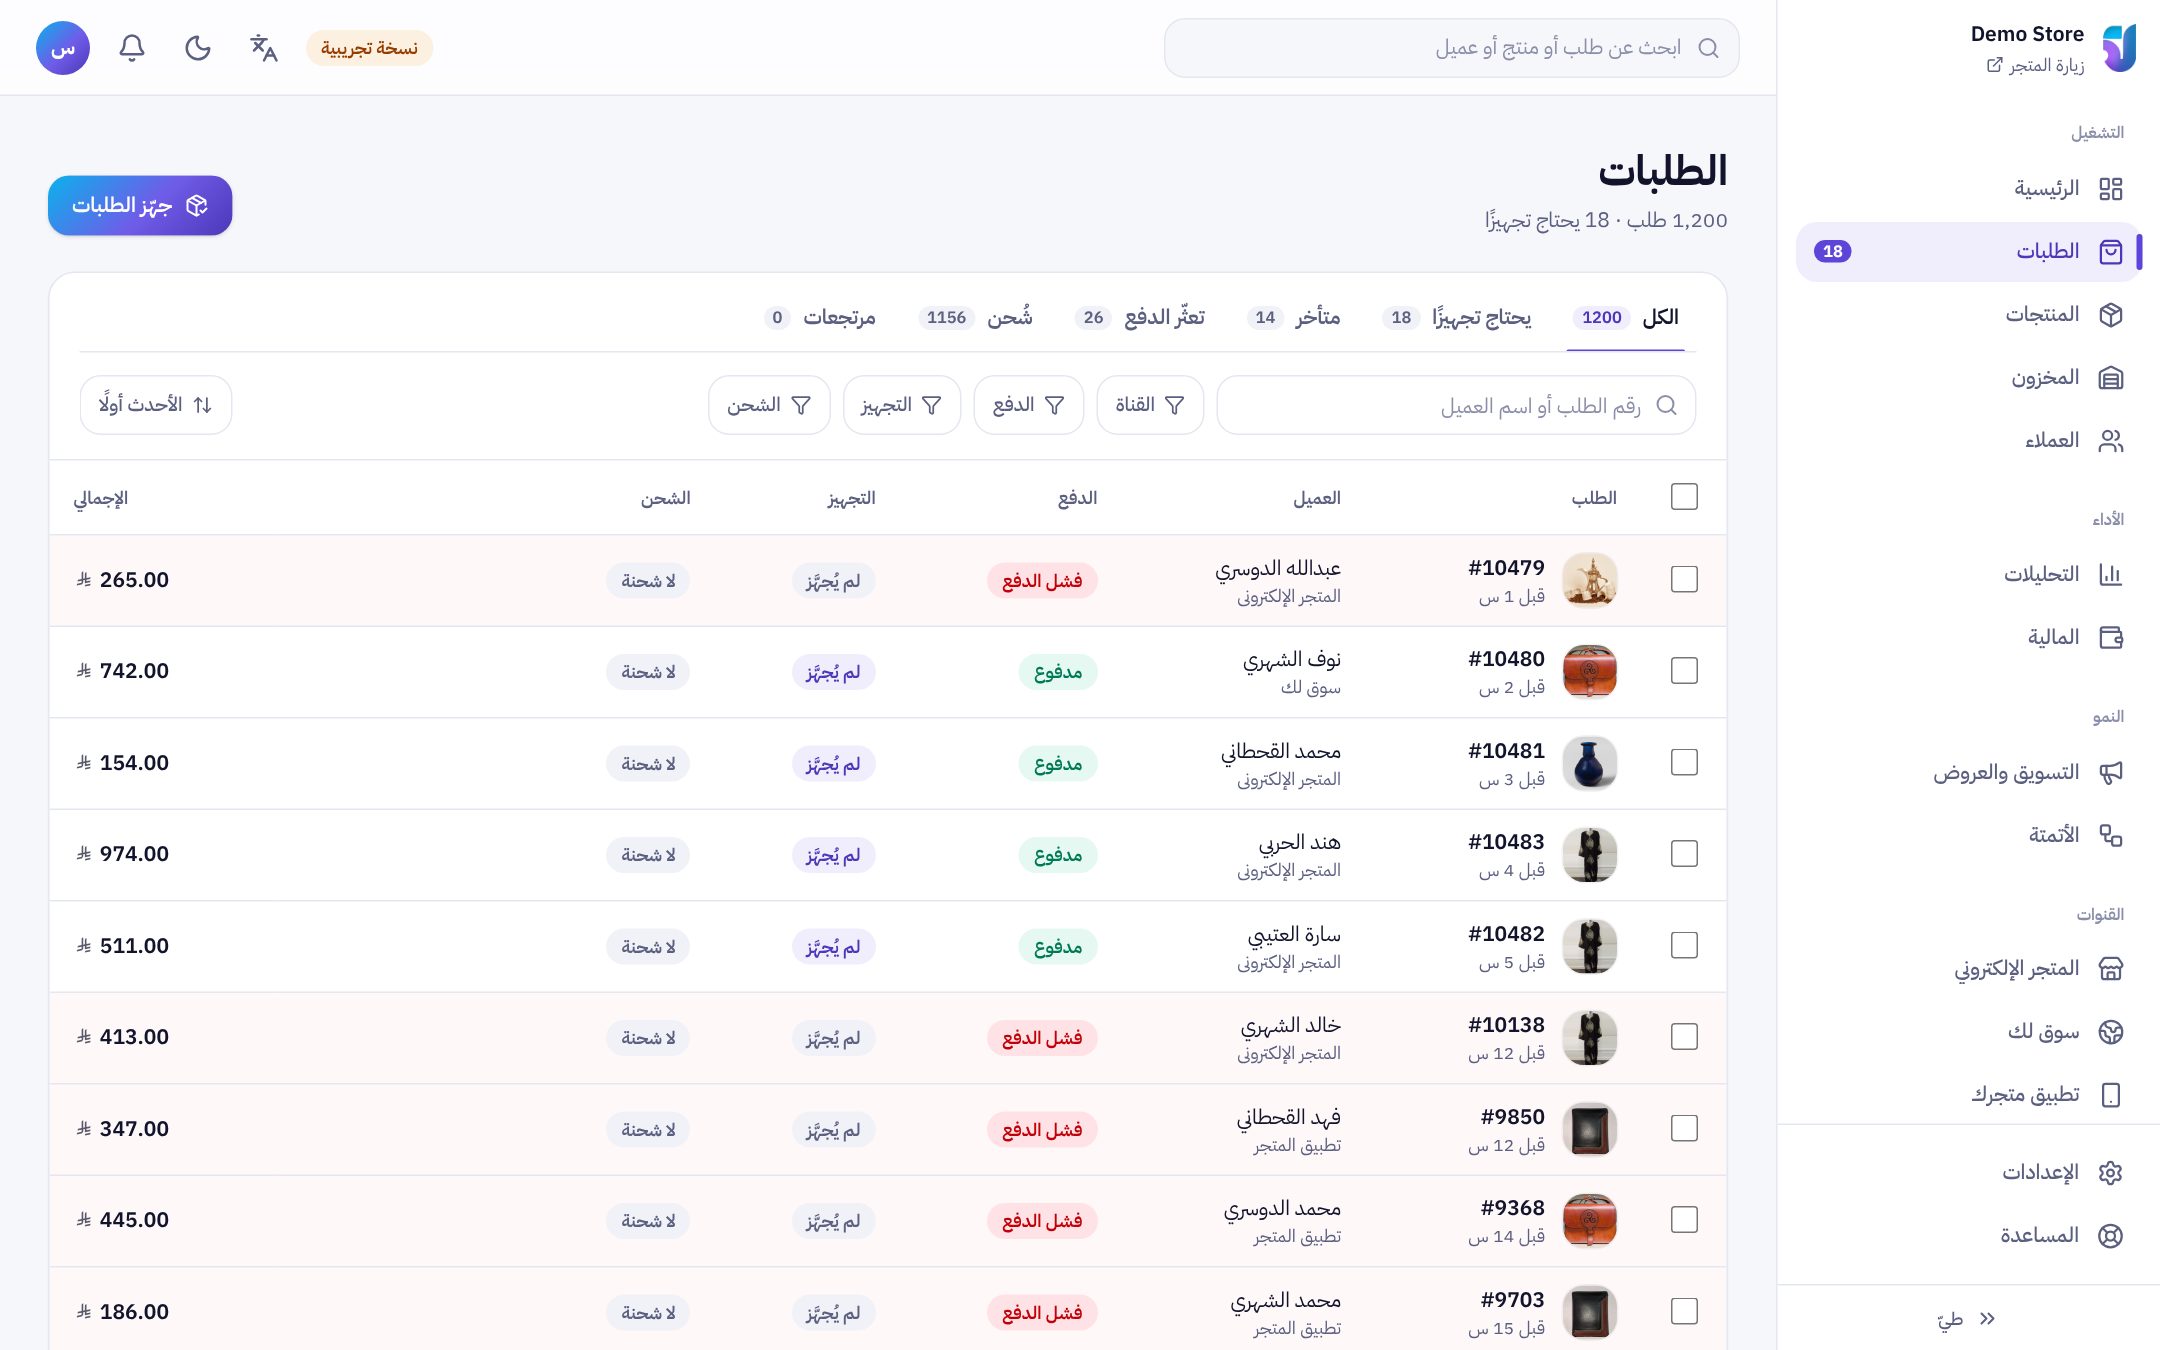 Demo Store
زيارة المتجر
التشغيل
الرئيسية
الطلبات 18
المنتجات
المخزون
العملاء
الأداء
التحليلات
المالية
النمو
التسويق والعروض
الأتمتة
القنوات
المتجر الإلكتروني
سوق لك
تطبيق متجرك
الإعدادات
المساعدة
طيّ
ابحث عن طلب أو منتج أو عميل
نسخة تجريبية
س
الطلبات
1,200 طلب · 18 يحتاج تجهيزًا
جهّز الطلبات
الكل 1200 يحتاج تجهيزًا 18 متأخر 14 تعثّر الدفع 26 شُحن 1156 مرتجعات 0
رقم الطلب أو اسم العميل القناة الدفع التجهيز الشحن الأحدث أولًا
الطلب العميل الدفع التجهيز الشحن الإجمالي
#10479 عبدالله الدوسري فشل الدفع لم يُجهَّز لا شحنة 265.00
قبل 1 س المتجر الإلكتروني
#10480 نوف الشهري مدفوع لم يُجهَّز لا شحنة 742.00
قبل 2 س سوق لك
#10481 محمد القحطاني مدفوع لم يُجهَّز لا شحنة 154.00
قبل 3 س المتجر الإلكتروني
#10483 هند الحربي مدفوع لم يُجهَّز لا شحنة 974.00
قبل 4 س المتجر الإلكتروني
#10482 سارة العتيبي مدفوع لم يُجهَّز لا شحنة 511.00
قبل 5 س المتجر الإلكتروني
#10138 خالد الشهري فشل الدفع لم يُجهَّز لا شحنة 413.00
قبل 12 س المتجر الإلكتروني
#9850 فهد القحطاني فشل الدفع لم يُجهَّز لا شحنة 347.00
قبل 12 س تطبيق المتجر
#9368 محمد الدوسري فشل الدفع لم يُجهَّز لا شحنة 445.00
قبل 14 س تطبيق المتجر
#9703 محمد الشهري فشل الدفع لم يُجهَّز لا شحنة 186.00
قبل 15 س تطبيق المتجر